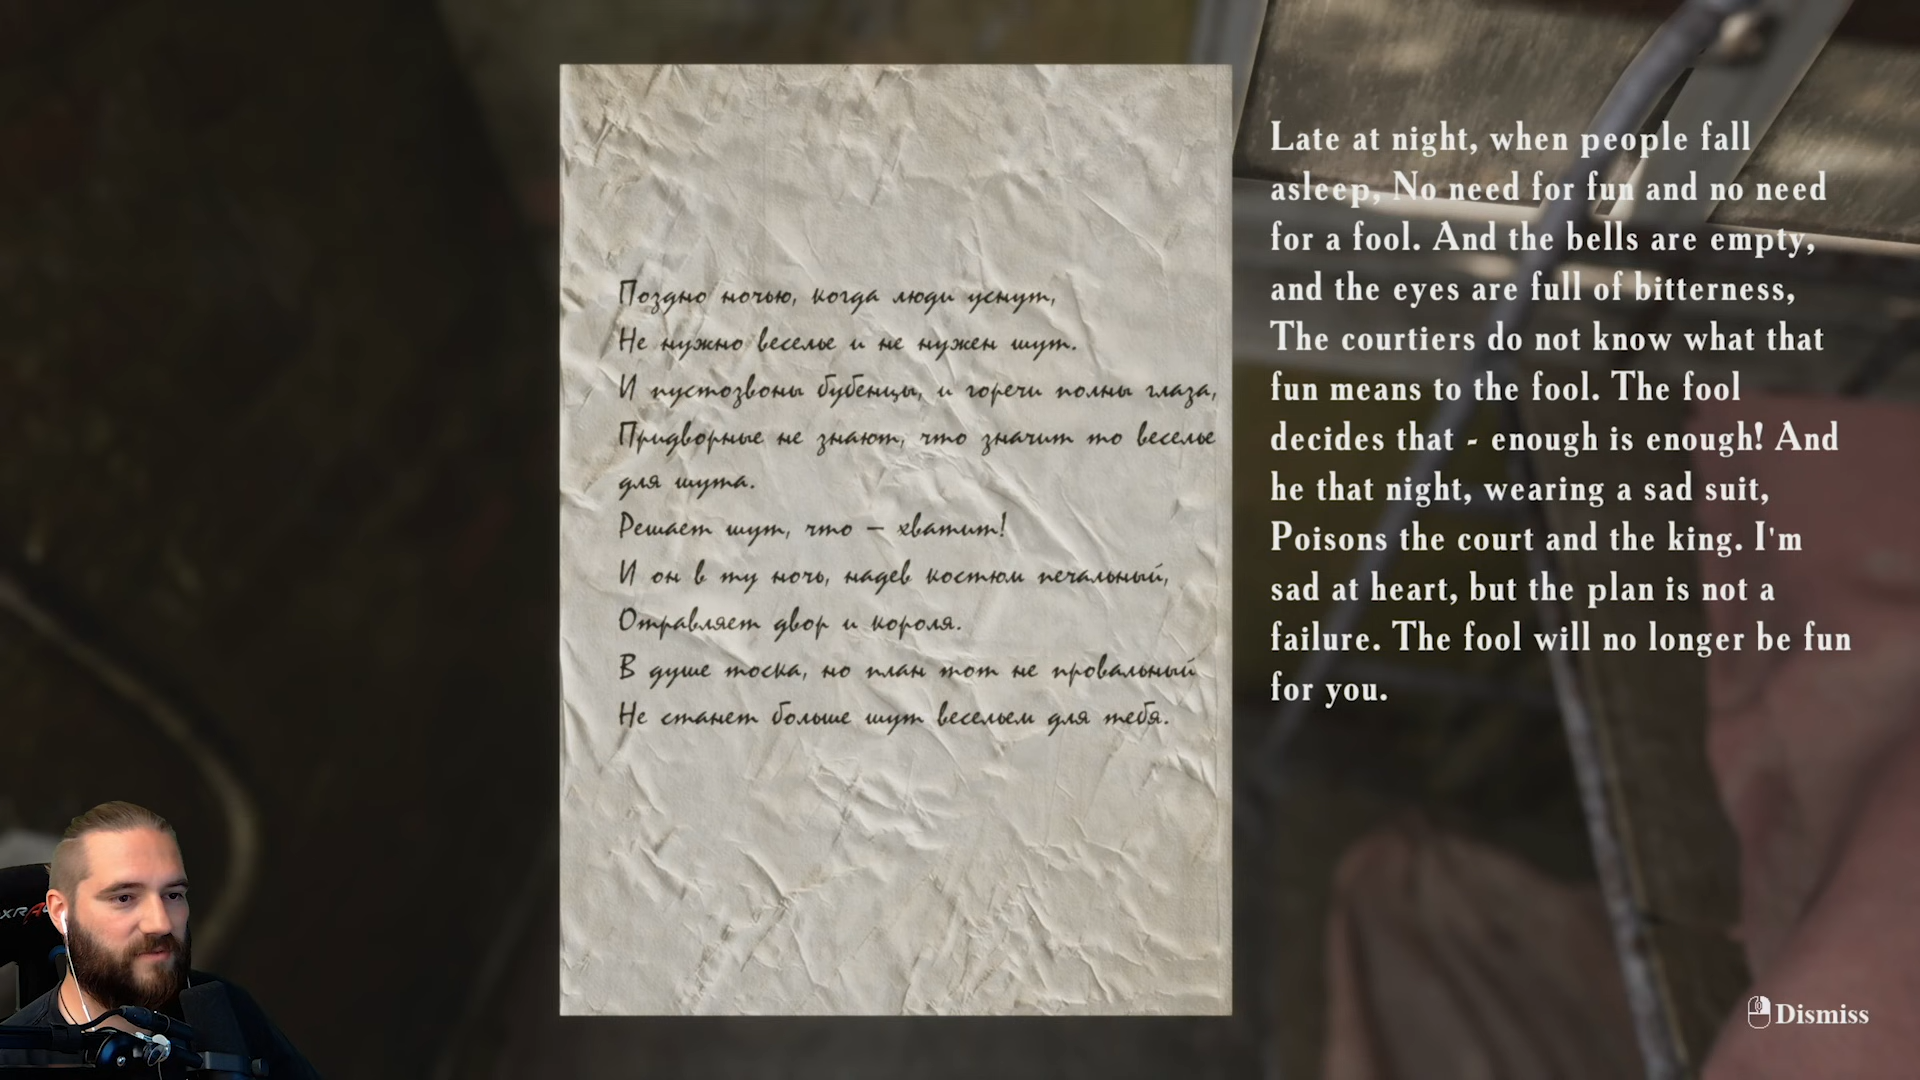 Поздно ночью, когда люди уснут,
Не нужно веселье и не нужен шут.
И пустозвоны бубенцы, и горечи полны глаза,
Придворные не знают, что значит то веселье
для шута.
Решает шут, что – хватит!
И он в ту ночь, надев костюм печальный,
Отравляет двор и короля.
В душе тоска, но план тот не провальный
Не станет больше шут весельем для тебя.
Late at night, when people fall
asleep, No need for fun and no need
for a fool. And the bells are empty,
and the eyes are full of bitterness,
The courtiers do not know what that
fun means to the fool. The fool
decides that - enough is enough! And
he that night, wearing a sad suit,
Poisons the court and the king. I'm
sad at heart, but the plan is not a
failure. The fool will no longer be fun
for you.
Dismiss